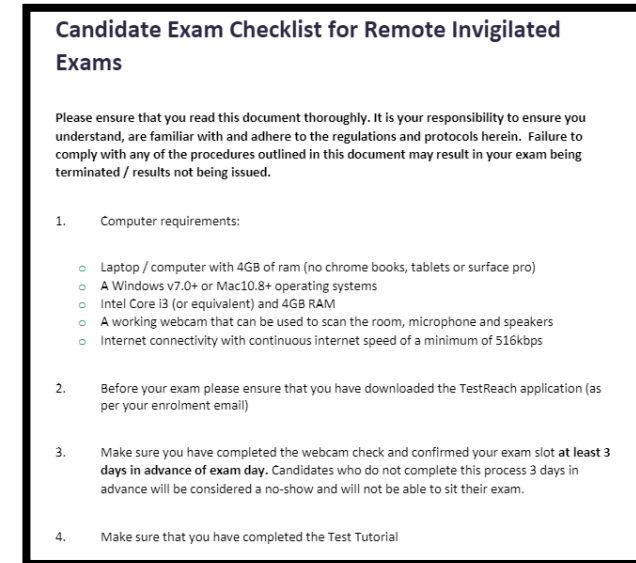 Candidate Exam Checklist for Remote Invigilated
Exams
Please ensure that you read this document thoroughly. It is your responsibility to ensure you
understand, are familiar with and adhere to the regulations and protocols herein. Failure to
comply with any of the procedures outlined in this document may result in your exam being
terminated / results not being issued.
1. Computer requirements:
o Laptop / computer with 4GB of ram (no chrome books, tablets or surface pro)
o A Windows v7.0+ or Mac10.8+ operating systems
o Intel Core i3 (or equivalent) and 4GB RAM
o A working webcam that can be used to scan the room, microphone and speakers
o Internet connectivity with continuous internet speed of a minimum of 516kbps
2. Before your exam please ensure that you have downloaded the TestReach application (as
per your enrolment email)
3. Make sure you have completed the webcam check and confirmed your exam slot at least 3
days in advance of exam day. Candidates who do not complete this process 3 days in
advance will be considered a no-show and will not be able to sit their exam.
4. Make sure that you have completed the Test Tutorial